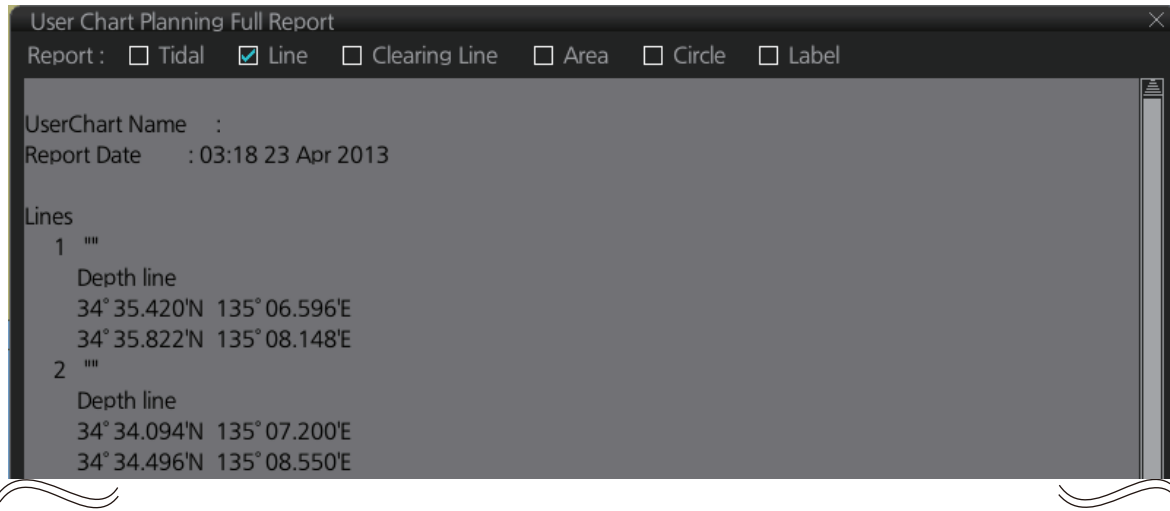 User Chart Planning Full Report
Report : Tidal Line Clearing Line Area Circle Label
UserChart Name :
Report Date : 03:18 23 Apr 2013
Lines
1 ""
Depth line
34°35.420'N 135°06.596'E
34°35.822'N 135°08.148'E
2 ""
Depth line
34°34.094'N 135°07.200'E
34°34.496'N 135°08.550'E